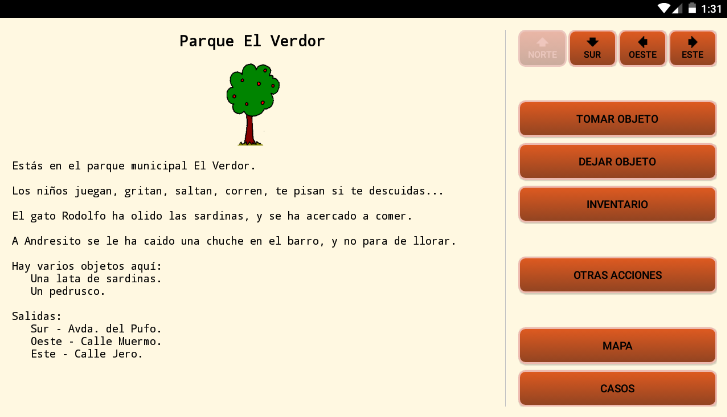 1:31
Parque El Verdor
NORTE
SUR
OESTE
ESTE
Estás en el parque municipal El Verdor.
Los niños juegan, gritan, saltan, corren, te pisan si te descuidas...
El gato Rodolfo ha olido las sardinas, y se ha acercado a comer.
A Andresito se le ha caido una chuche en el barro, y no para de llorar.
Hay varios objetos aquí:
Una lata de sardinas.
Un pedrusco.
Salidas:
Sur - Avda. del Pufo.
Oeste - Calle Muermo.
Este - Calle Jero.
TOMAR OBJETO
DEJAR OBJETO
INVENTARIO
OTRAS ACCIONES
MAPA
CASOS